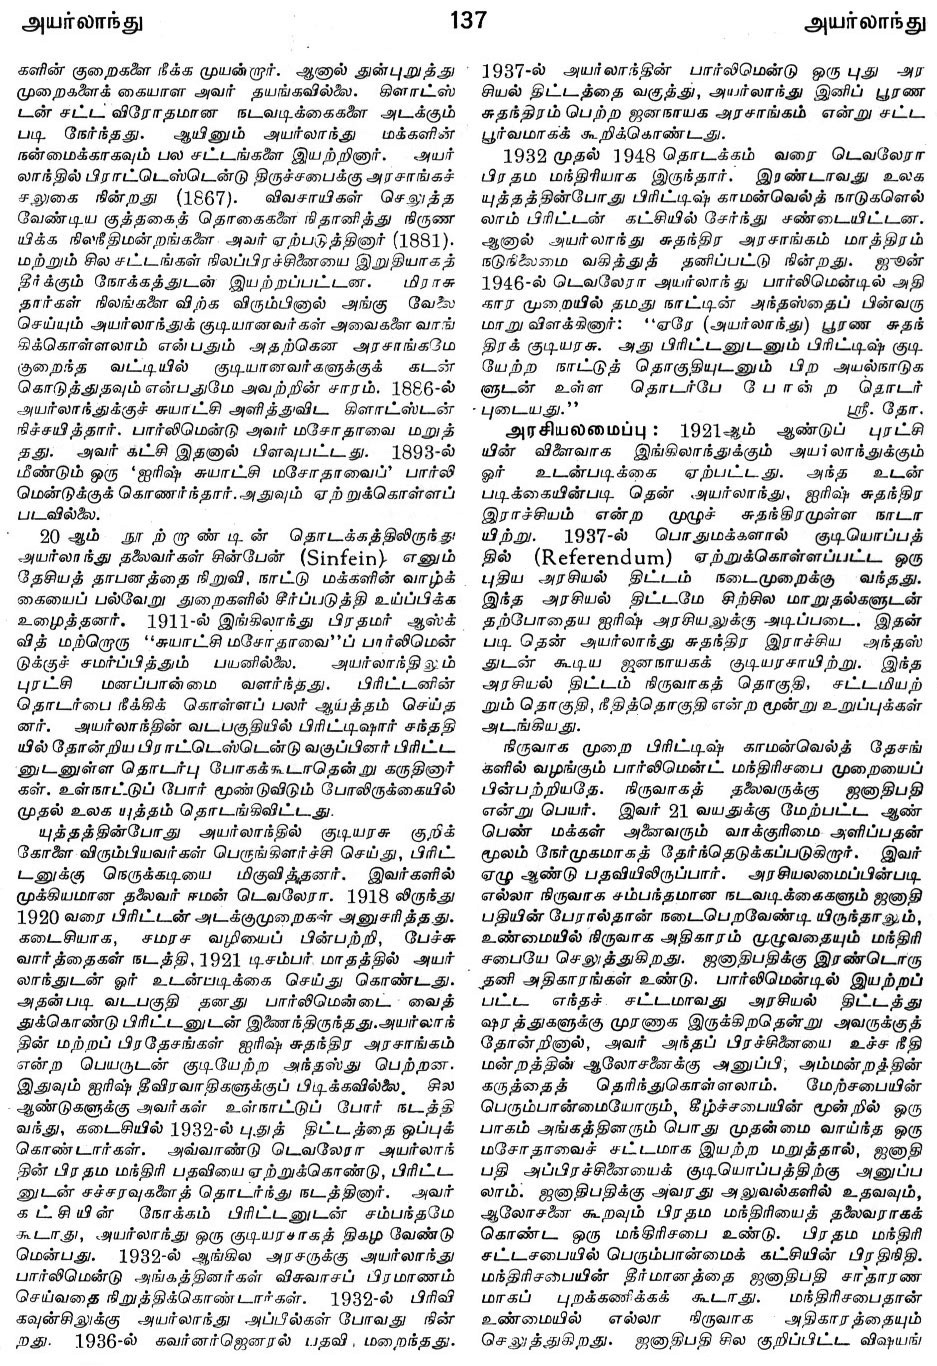 அயர்லாந்து
137
அயர்லாந்து
களின் குறைகளை நீக்க முயன்றார். ஆனால் துன்புறுத்து
முறைகளைக் கையாள அவர் தயங்கவில்லை. கிளாட்ஸ்
டன் சட்ட விரோதமான நடவடிக்கைகளை அடக்கும்
படி நேர்ந்தது. ஆயினும் அயர்லாந்து மக்களின்
நன்மைக்காகவும் பல சட்டங்களை இயற்றினார். அயர்
லாந்தில் பிராட்டெஸ்டென்டு திருச்சபைக்கு அரசாங்கச்
சலுகை நின்றது (1867). விவசாயிகள் செலுத்த
வேண்டிய குத்தகைத் தொகைகளை நிதானித்து நிருண
யிக்க நிலநீதிமன்றங்களை அவர் ஏற்படுத்தினார் (1881).
மற்றும் சில சட்டங்கள் நிலப்பிரச்சினையை இறுதியாகத்
தீர்க்கும் நோக்கத்துடன் இயற்றப்பட்டன. மிராசு
தார்கள் நிலங்களை விற்க விரும்பினால் அங்கு வேலை
செய்யும் அயர்லாந்துக் குடியானவர்கள் அவைகளை வாங்
கிக்கொள்ளலாம் என்பதும் அதற்கென அரசாங்கமே
குறைந்த வட்டியில் குடியானவர்களுக்குக் கடன்
கொடுத்துதவும் என்பதுமே அவற்றின் சாரம். 1886-ல்
அயர்லாந்துக்குச் சுயாட்சி அளித்துவிட கிளாட்ஸ்டன்
நிச்சயித்தார். பார்லிமென்டு அவர் மசோதாவை மறுத்
தது. அவர் கட்சி இதனால் பிளவுபட்டது. 1893-ல்
மீண்டும் ஒரு ‘ஐரிஷ் சுயாட்சி மசோதாவைப்’ பார்லி
மென்டுக்குக் கொணர்ந்தார். அதுவும் ஏற்றுக்கொள்ளப்
படவில்லை.
20 ஆம் நூற்றாண்டின் தொடக்கத்திலிருந்து
அயர்லாந்து தலைவர்கள் சின்பேன் (Sinfein) எனும்
தேசியத் தாபனத்தை நிறுவி, நாட்டு மக்களின் வாழ்க்
கையைப் பல்வேறு துறைகளில் சீர்ப்படுத்தி உய்ப்பிக்க
உழைத்தனர். 1911-ல் இங்கிலாந்து பிரதமர் ஆஸ்க்
வித் மற்றொரு “சுயாட்சி மசோதாவை”ப் பார்லிமென்
டுக்குச் சமர்ப்பித்தும் பயனில்லை. அயர்லாந்திலும்
புரட்சி மனப்பான்மை வளர்ந்தது. பிரிட்டனின்
தொடர்பை நீக்கிக் கொள்ளப் பலர் ஆயத்தம் செய்த
னர். அயர்லாந்தின் வடபகுதியில் பிரிட்டிஷார் சந்ததி
யில் தோன்றிய பிராட்டெஸ்டென்டு வகுப்பினர் பிரிட்ட
னுடனுள்ள தொடர்பு போகக்கூடாதென்று கருதினார்
கள். உள்நாட்டுப் போர் மூண்டுவிடும் போலிருக்கையில்
முதல் உலக யுத்தம் தொடங்கிவிட்டது.
யுத்தத்தின்போது அயர்லாந்தில் குடியரசு குறிக்
கோளை விரும்பியவர்கள் பெருங்கிளர்ச்சி செய்து, பிரிட்
டனுக்கு நெருக்கடியை மிகுவித்தனர். இவர்களில்
முக்கியமான தலைவர் ஈமன் டெவலேரா. 1918 லிருந்து
1920 வரை பிரிட்டன் அடக்குமுறைகள் அனுசரித்தது.
கடைசியாக, சமரச வழியைப் பின்பற்றி, பேச்சு
வார்த்தைகள் நடத்தி, 1921 டிசம்பர் மாதத்தில் அயர்
லாந்துடன் ஓர் உடன்படிக்கை செய்து கொண்டது.
அதன்படி வடபகுதி தனது பார்லிமென்டை வைத்
துக்கொண்டு பிரிட்டனுடன் இணைந்திருந்தது. அயர்லாந்
தின் மற்றப் பிரதேசங்கள் ஐரிஷ் சுதந்திர அரசாங்கம்
என்ற பெயருடன் குடியேற்ற அந்தஸ்து பெற்றன.
இதுவும் ஐரிஷ் தீவிரவாதிகளுக்குப் பிடிக்கவில்லை. சில
ஆண்டுகளுக்கு அவர்கள் உள்நாட்டுப் போர் நடத்தி
வந்து, கடைசியில் 1932-ல் புதுத் திட்டத்தை ஒப்புக்
கொண்டார்கள். அவ்வாண்டு டெவலேரா அயர்லாந்
தின் பிரதம மந்திரி பதவியை ஏற்றுக்கொண்டு, பிரிட்ட
னுடன் சச்சரவுகளைத் தொடர்ந்து நடத்தினார். அவர்
கட்சியின் நோக்கம் பிரிட்டனுடன் சம்பந்தமே
கூடாது, அயர்லாந்து ஒரு குடியரசாகத் திகழ வேண்டு
மென்பது. 1932-ல் ஆங்கில அரசருக்கு அயர்லாந்து
பார்லிமென்டு அங்கத்தினர்கள் விசுவாசப் பிரமாணம்
செய்வதை நிறுத்திக்கொண்டார்கள். 1932-ல் பிரிவி
கவுன்சிலுக்கு அயர்லாந்து அப்பீல்கள் போவது நின்
றது. 1936-ல் கவர்னர்ஜெனரல் பதவி மறைந்தது.
1937-ல் அயர்லாந்தின் பார்லிமென்டு ஒரு புது அர
சியல் திட்டத்தை வகுத்து, அயர்லாந்து இனிப் பூரண
சுதந்திரம் பெற்ற ஜனநாயக அரசாங்கம் என்று சட்ட
பூர்வமாகக் கூறிக்கொண்டது.
1932 முதல் 1948 தொடக்கம் வரை டெவலேரா
பிரதம மந்திரியாக இருந்தார். இரண்டாவது உலக
யுத்தத்தின்போது பிரிட்டிஷ் காமன்வெல்த் நாடுகளெல்
லாம் பிரிட்டன் கட்சியில் சேர்ந்து சண்டையிட்டன.
ஆனால் அயர்லாந்து சுதந்திர அரசாங்கம் மாத்திரம்
நடுநிலைமை வகித்துத் தனிப்பட்டு நின்றது. ஜூன்
1946-ல் டெவலேரா அயர்லாந்து பார்லிமென்டில் அதி
கார முறையில் தமது நாட்டின் அந்தஸ்தைப் பின்வரு
மாறு விளக்கினார்: “ஏரே (அயர்லாந்து) பூரண சுதந்
திரக் குடியரசு. அது பிரிட்டனுடனும் பிரிட்டிஷ் குடி
யேற்ற நாட்டுத் தொகுதியுடனும் பிற அயல்நாடுக
ளுடன் உள்ள தொடர்பே போன்ற தொடர்
புடையது.” ஸ்ரீ. தோ.
அரசியலமைப்பு : 1921ஆம் ஆண்டுப் புரட்சி
யின் விளைவாக இங்கிலாந்துக்கும் அயர்லாந்துக்கும்
ஓர் உடன்படிக்கை ஏற்பட்டது. அந்த உடன்
படிக்கையின்படி தென் அயர்லாந்து, ஐரிஷ் சுதந்திர
இராச்சியம் என்ற முழுச் சுதந்திரமுள்ள நாடா
யிற்று. 1937-ல் பொதுமக்களால் குடியொப்பத்
தில் (Referendum) ஏற்றுக்கொள்ளப்பட்ட ஒரு
புதிய அரசியல் திட்டம் நடைமுறைக்கு வந்தது.
இந்த அரசியல் திட்டமே சிற்சில மாறுதல்களுடன்
தற்போதைய ஐரிஷ் அரசியலுக்கு அடிப்படை. இதன்
படி தென் அயர்லாந்து சுதந்திர இராச்சிய அந்தஸ்
துடன் கூடிய ஜனநாயகக் குடியரசாயிற்று. இந்த
அரசியல் திட்டம் நிருவாகத் தொகுதி, சட்டமியற்
றும் தொகுதி, நீதித்தொகுதி என்ற மூன்று உறுப்புக்கள்
அடங்கியது.
நிருவாக முறை பிரிட்டிஷ் காமன்வெல்த் தேசங்
களில் வழங்கும் பார்லிமென்ட் மந்திரிசபை முறையைப்
பின்பற்றியதே. நிருவாகத் தலைவருக்கு ஜனாதிபதி
என்று பெயர். இவர் 21 வயதுக்கு மேற்பட்ட ஆண்
பெண் மக்கள் அனைவரும் வாக்குரிமை அளிப்பதன்
மூலம் நேர்முகமாகத் தேர்ந்தெடுக்கப்படுகிறார். இவர்
ஏழு ஆண்டு பதவியிலிருப்பார். அரசியலமைப்பின்படி
எல்லா நிருவாக சம்பந்தமான நடவடிக்கைகளும் ஜனாதி
பதியின் பேரால்தான் நடைபெறவேண்டி யிருந்தாலும்,
உண்மையில் நிருவாக அதிகாரம் முழுவதையும் மந்திரி
சபையே செலுத்துகிறது. ஜனாதிபதிக்கு இரண்டொரு
தனி அதிகாரங்கள் உண்டு. பார்லிமென்டில் இயற்றப்
பட்ட எந்தச் சட்டமாவது அரசியல் திட்டத்து
ஷரத்துகளுக்கு முரணாக இருக்கிறதென்று அவருக்குத்
தோன்றினால், அவர் அந்தப் பிரச்சினையை உச்ச நீதி
மன்றத்தின் ஆலோசனைக்கு அனுப்பி, அம்மன்றத்தின்
கருத்தைத் தெரிந்துகொள்ளலாம். மேற்சபையின்
பெரும்பான்மையோரும், கீழ்ச்சபையின் மூன்றில் ஒரு
பாகம் அங்கத்தினரும் பொது முதன்மை வாய்ந்த ஒரு
மசோதாவைச் சட்டமாக இயற்ற மறுத்தால், ஜனாதி
பதி அப்பிரச்சினையைக் குடியொப்பத்திற்கு அனுப்ப
லாம். ஜனாதிபதிக்கு அவரது அலுவல்களில் உதவவும்,
ஆலோசனை கூறவும் பிரதம மந்திரியைத் தலைவராகக்
கொண்ட ஒரு மந்திரிசபை உண்டு. பிரதம மந்திரி
சட்டசபையில் பெரும்பான்மைக் கட்சியின் பிரதிநிதி.
மந்திரிசபையின் தீர்மானத்தை ஜனாதிபதி சாதாரண
மாகப் புறக்கணிக்கக் கூடாது. மந்திரிசபைதான்
உண்மையில் எல்லா நிருவாக அதிகாரத்தையும்
செலுத்துகிறது. ஜனாதிபதி சில குறிப்பிட்ட விஷயங்